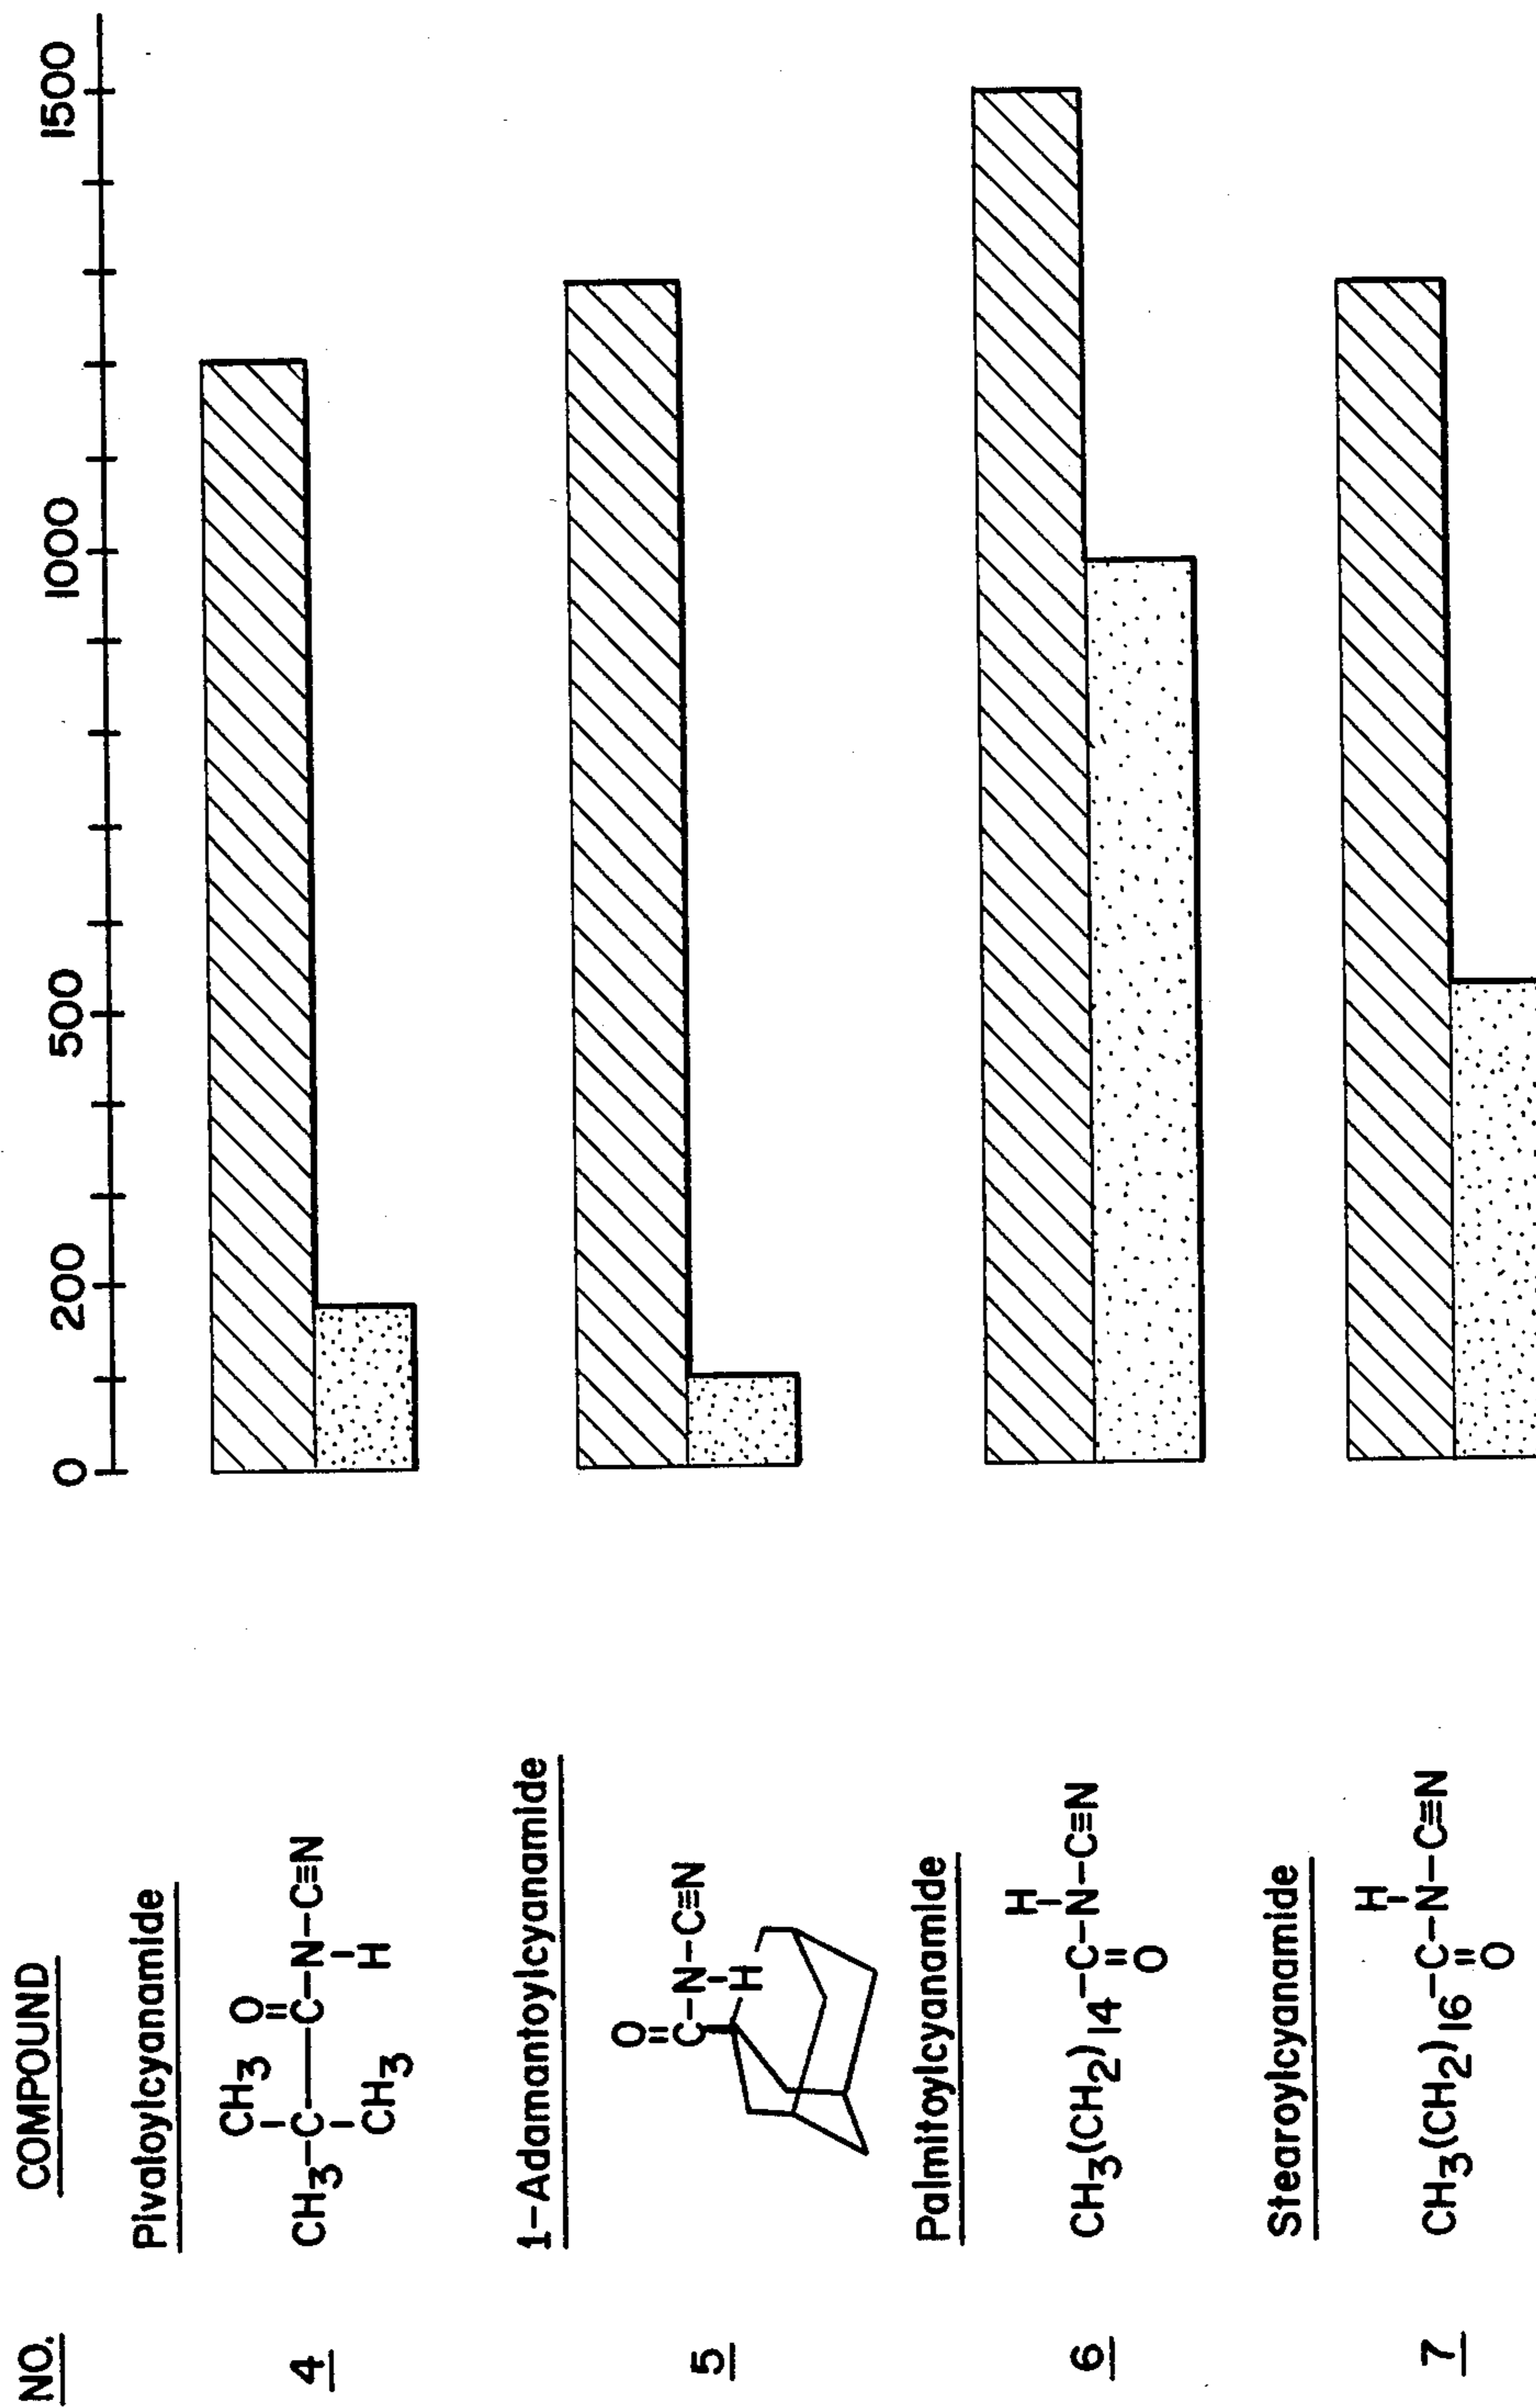 NO. COMPOUND 0 200 500 1000 1500
Pivaloylcyanamide
CH3 O
4 CH3–C–C–N–C≡N
CH3 H
1-Adamantoylcyanamide
O
5 C–N–C≡N
H
Palmitoylcyanamide
H
6 CH3(CH2)14–C–N–C≡N
O
Stearoylcyanamide
H
7 CH3(CH2)16–C–N–C≡N
O